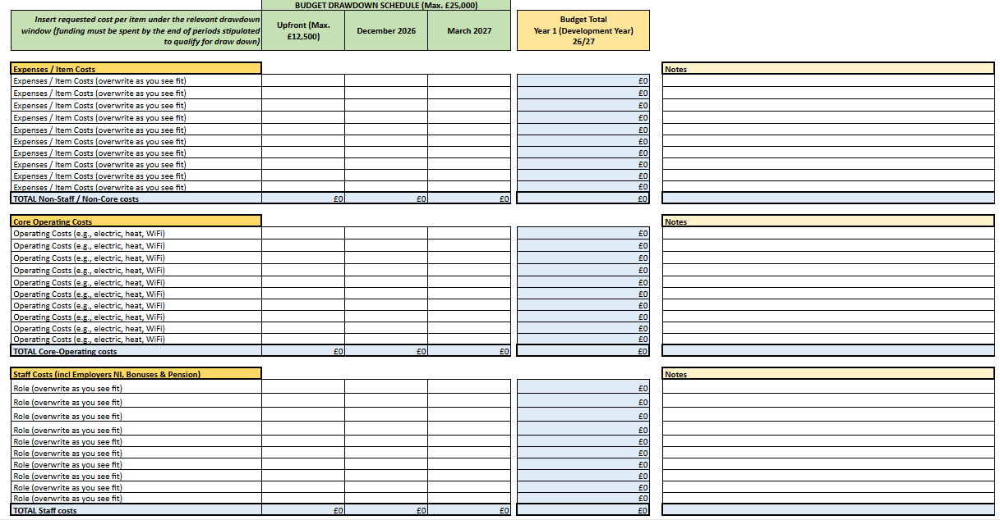 BUDGET DRAWDOWN SCHEDULE (Max. £25,000)
Insert requested cost per item under the relevant drawdown
window (funding must be spent by the end of periods stipulated
to qualify for draw down)
Upfront (Max.
£12,500)
December 2026
March 2027
Budget Total
Year 1 (Development Year)
26/27
Expenses / Item Costs
Notes
Expenses / Item Costs (overwrite as you see fit) £0
Expenses / Item Costs (overwrite as you see fit) £0
Expenses / Item Costs (overwrite as you see fit) £0
Expenses / Item Costs (overwrite as you see fit) £0
Expenses / Item Costs (overwrite as you see fit) £0
Expenses / Item Costs (overwrite as you see fit) £0
Expenses / Item Costs (overwrite as you see fit) £0
Expenses / Item Costs (overwrite as you see fit) £0
Expenses / Item Costs (overwrite as you see fit) £0
Expenses / Item Costs (overwrite as you see fit) £0
TOTAL Non-Staff / Non-Core costs £0 £0 £0 £0
Core Operating Costs
Notes
Operating Costs (e.g., electric, heat, WiFi) £0
Operating Costs (e.g., electric, heat, WiFi) £0
Operating Costs (e.g., electric, heat, WiFi) £0
Operating Costs (e.g., electric, heat, WiFi) £0
Operating Costs (e.g., electric, heat, WiFi) £0
Operating Costs (e.g., electric, heat, WiFi) £0
Operating Costs (e.g., electric, heat, WiFi) £0
Operating Costs (e.g., electric, heat, WiFi) £0
Operating Costs (e.g., electric, heat, WiFi) £0
Operating Costs (e.g., electric, heat, WiFi) £0
TOTAL Core-Operating costs £0 £0 £0 £0
Staff Costs (incl Employers NI, Bonuses & Pension)
Notes
Role (overwrite as you see fit) £0
Role (overwrite as you see fit) £0
Role (overwrite as you see fit) £0
Role (overwrite as you see fit) £0
Role (overwrite as you see fit) £0
Role (overwrite as you see fit) £0
Role (overwrite as you see fit) £0
Role (overwrite as you see fit) £0
Role (overwrite as you see fit) £0
Role (overwrite as you see fit) £0
TOTAL Staff costs £0 £0 £0 £0